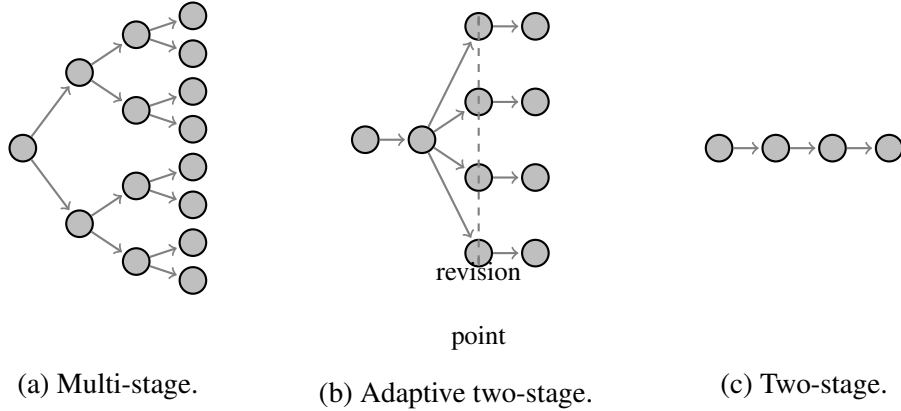 revision
point
(a) Multi-stage.
(b) Adaptive two-stage.
(c) Two-stage.